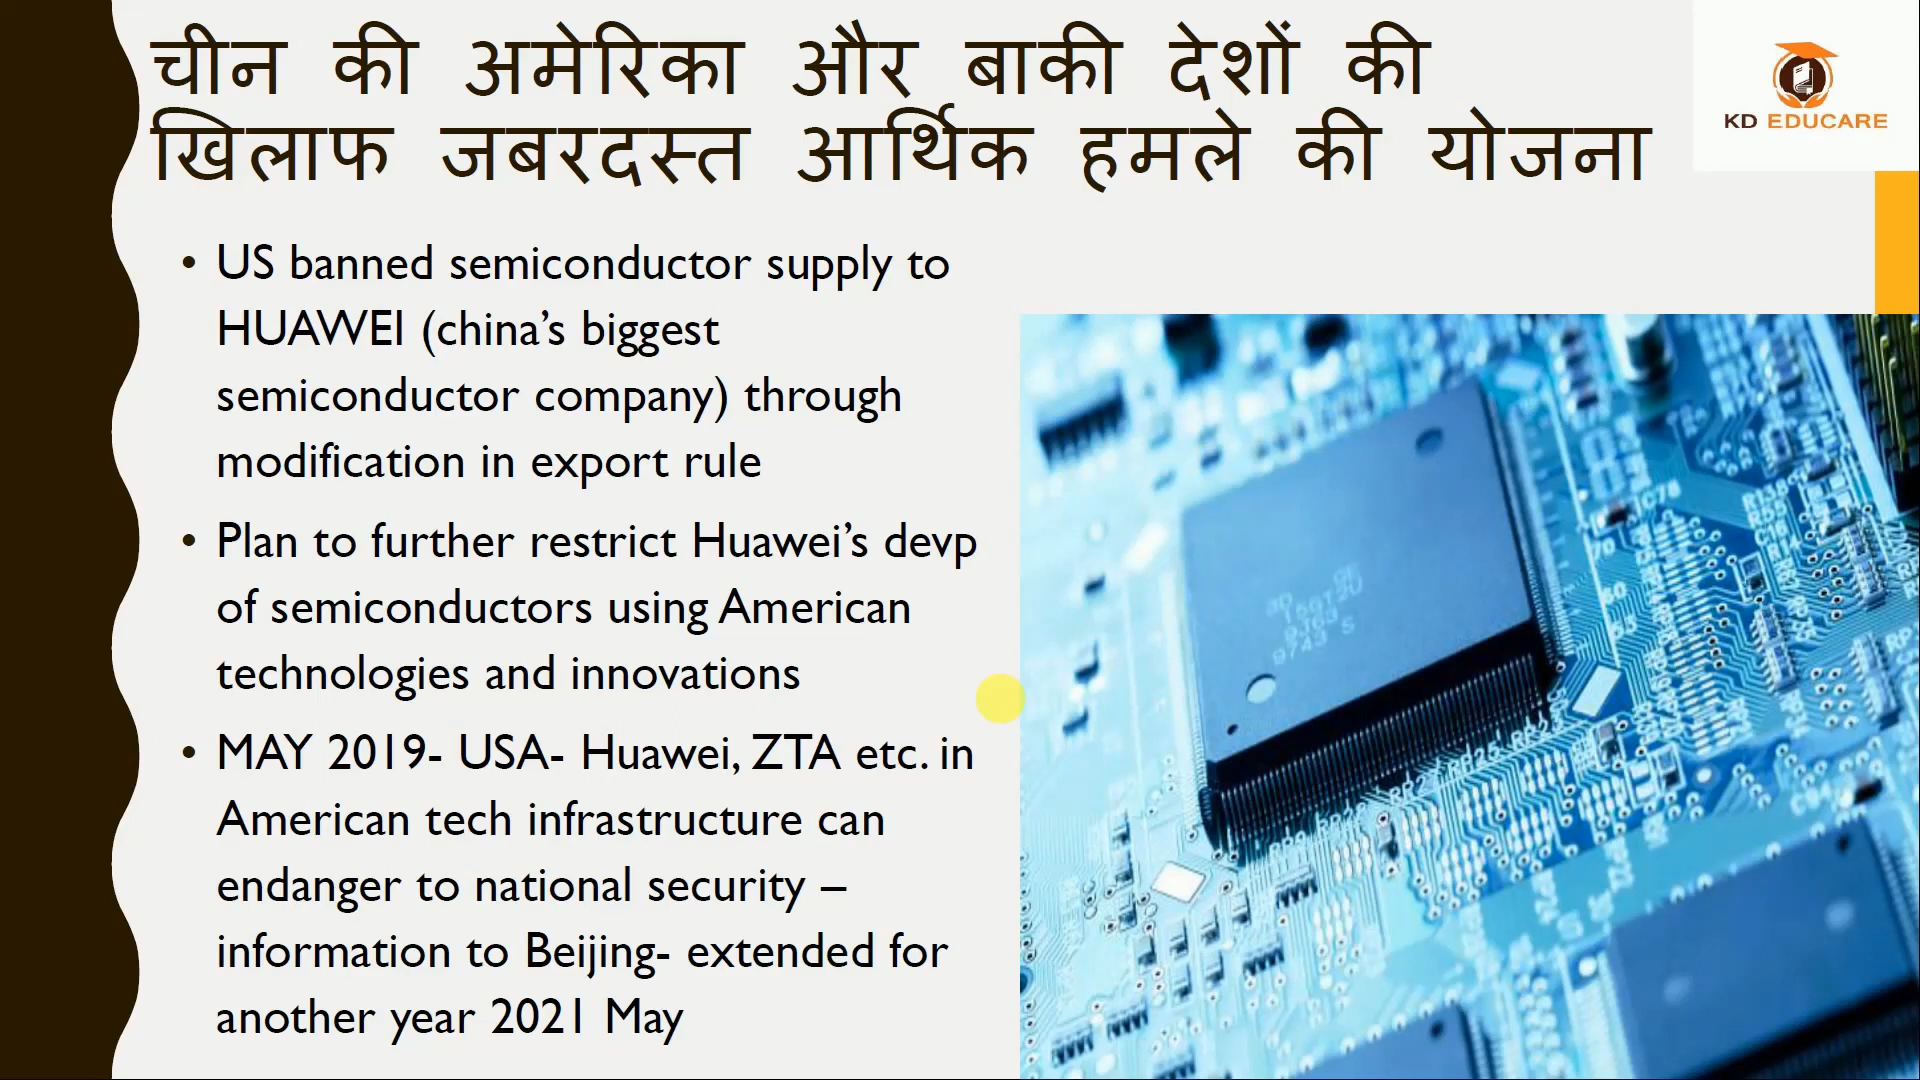 चीन की अमेरिका और बाकी देशों की
खिलाफ जबरदस्त आर्थिक हमले की योजना
KD EDUCARE
• US banned semiconductor supply to
HUAWEI (china’s biggest
semiconductor company) through
modification in export rule
• Plan to further restrict Huawei’s devp
of semiconductors using American
technologies and innovations
• MAY 2019- USA- Huawei, ZTA etc. in
American tech infrastructure can
endanger to national security –
information to Beijing- extended for
another year 2021 May